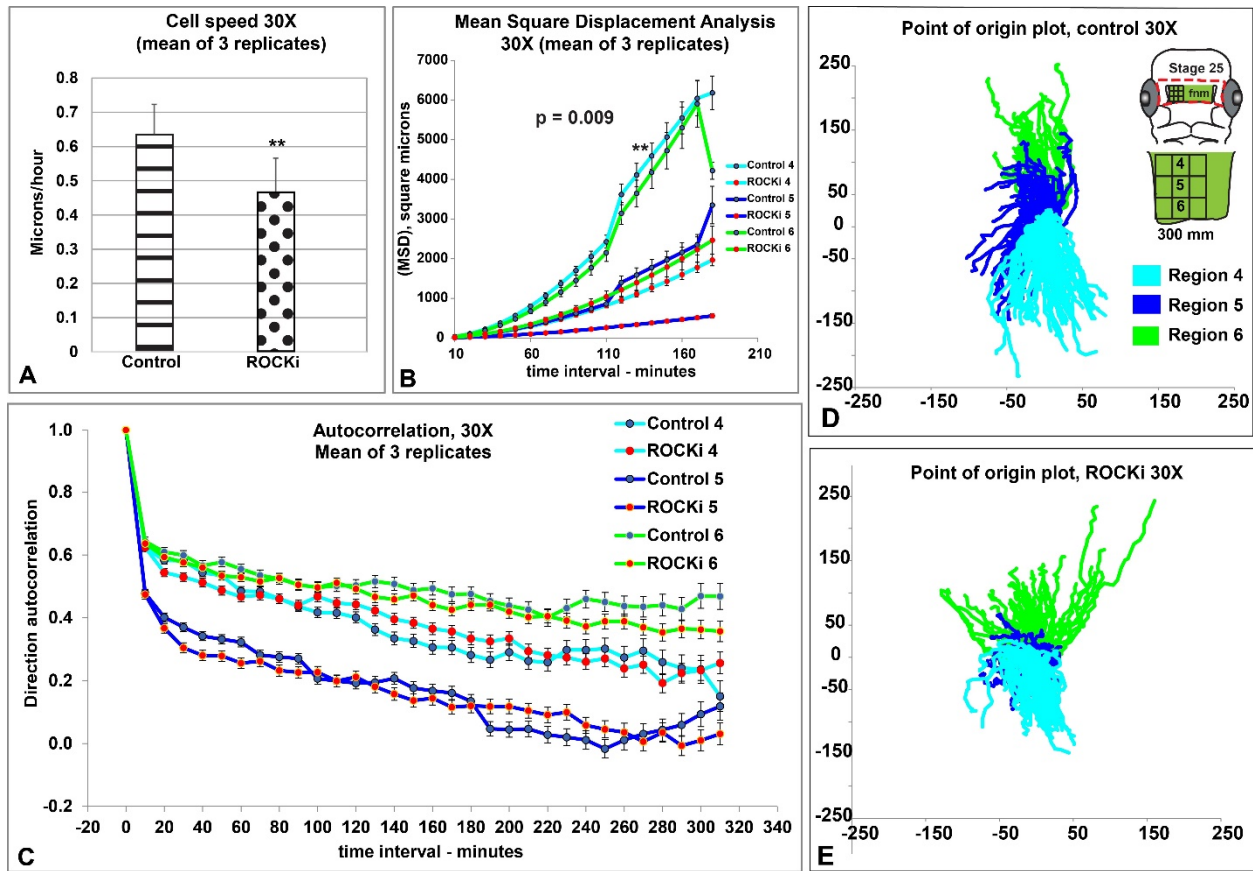 Cell speed 30X
(mean of 3 replicates)
Microns/hour
0.8
0.7
0.6
0.5
0.4
0.3
0.2
0.1
0
**
Control
ROCKi
A
Mean Square Displacement Analysis
30X (mean of 3 replicates)
(MSD), square microns
7000
6000
5000
4000
3000
2000
1000
0
p = 0.009
**
Control 4
ROCKi 4
Control 5
ROCKi 5
Control 6
ROCKi 6
10 60 110 160 210
time interval - minutes
B
Autocorrelation, 30X
Mean of 3 replicates
Direction autocorrelation
1.0
0.8
0.6
0.4
0.2
0.0
-0.2
Control 4
ROCKi 4
Control 5
ROCKi 5
Control 6
ROCKi 6
-20 0 20 40 60 80 100 120 140 160 180 200 220 240 260 280 300 320 340
time interval - minutes
C
Point of origin plot, control 30X
250
150
50
0
-50
-150
-250
-250 -150 -50 50 150 250
Stage 25
fnm
4
5
6
300 mm
Region 4
Region 5
Region 6
D
Point of origin plot, ROCKi 30X
250
150
50
0
-50
-150
-250
-250 -150 -50 50 150 250
E